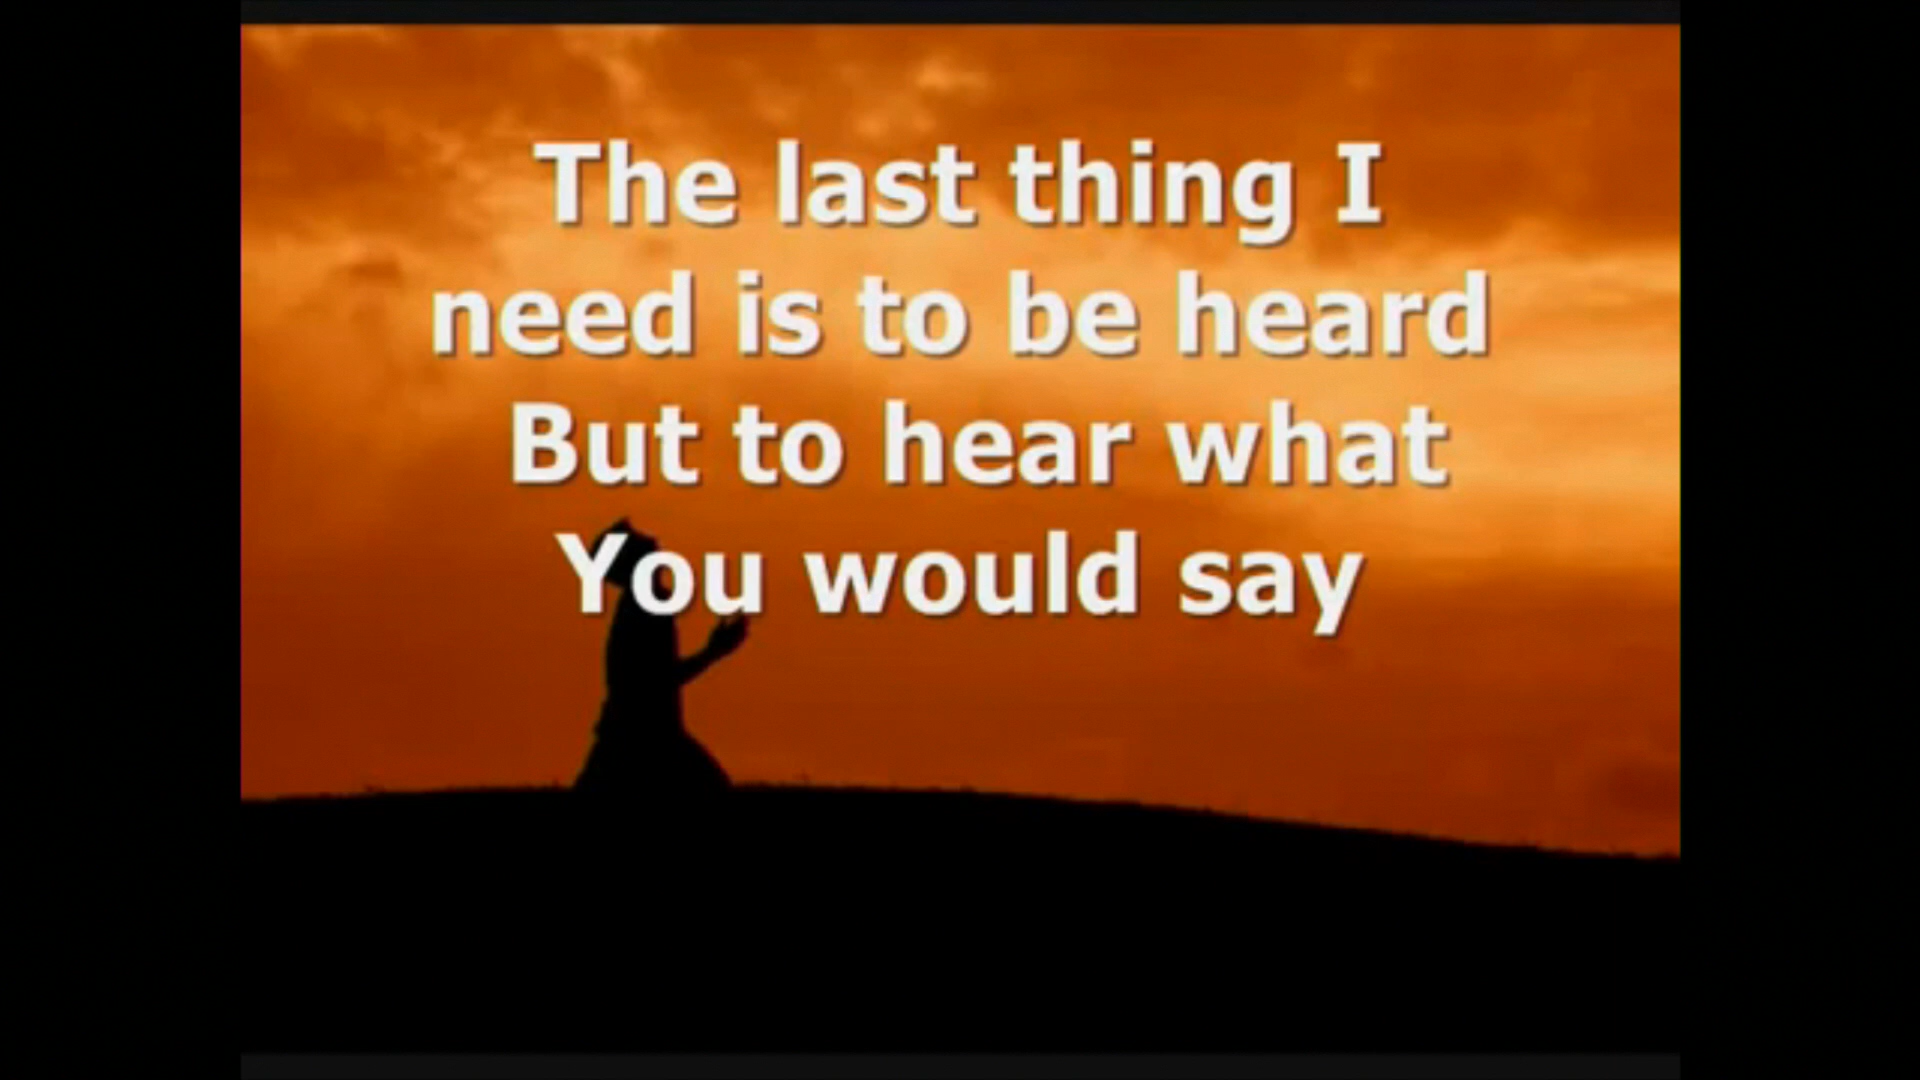 The last thing I
need is to be heard
But to hear what
You would say